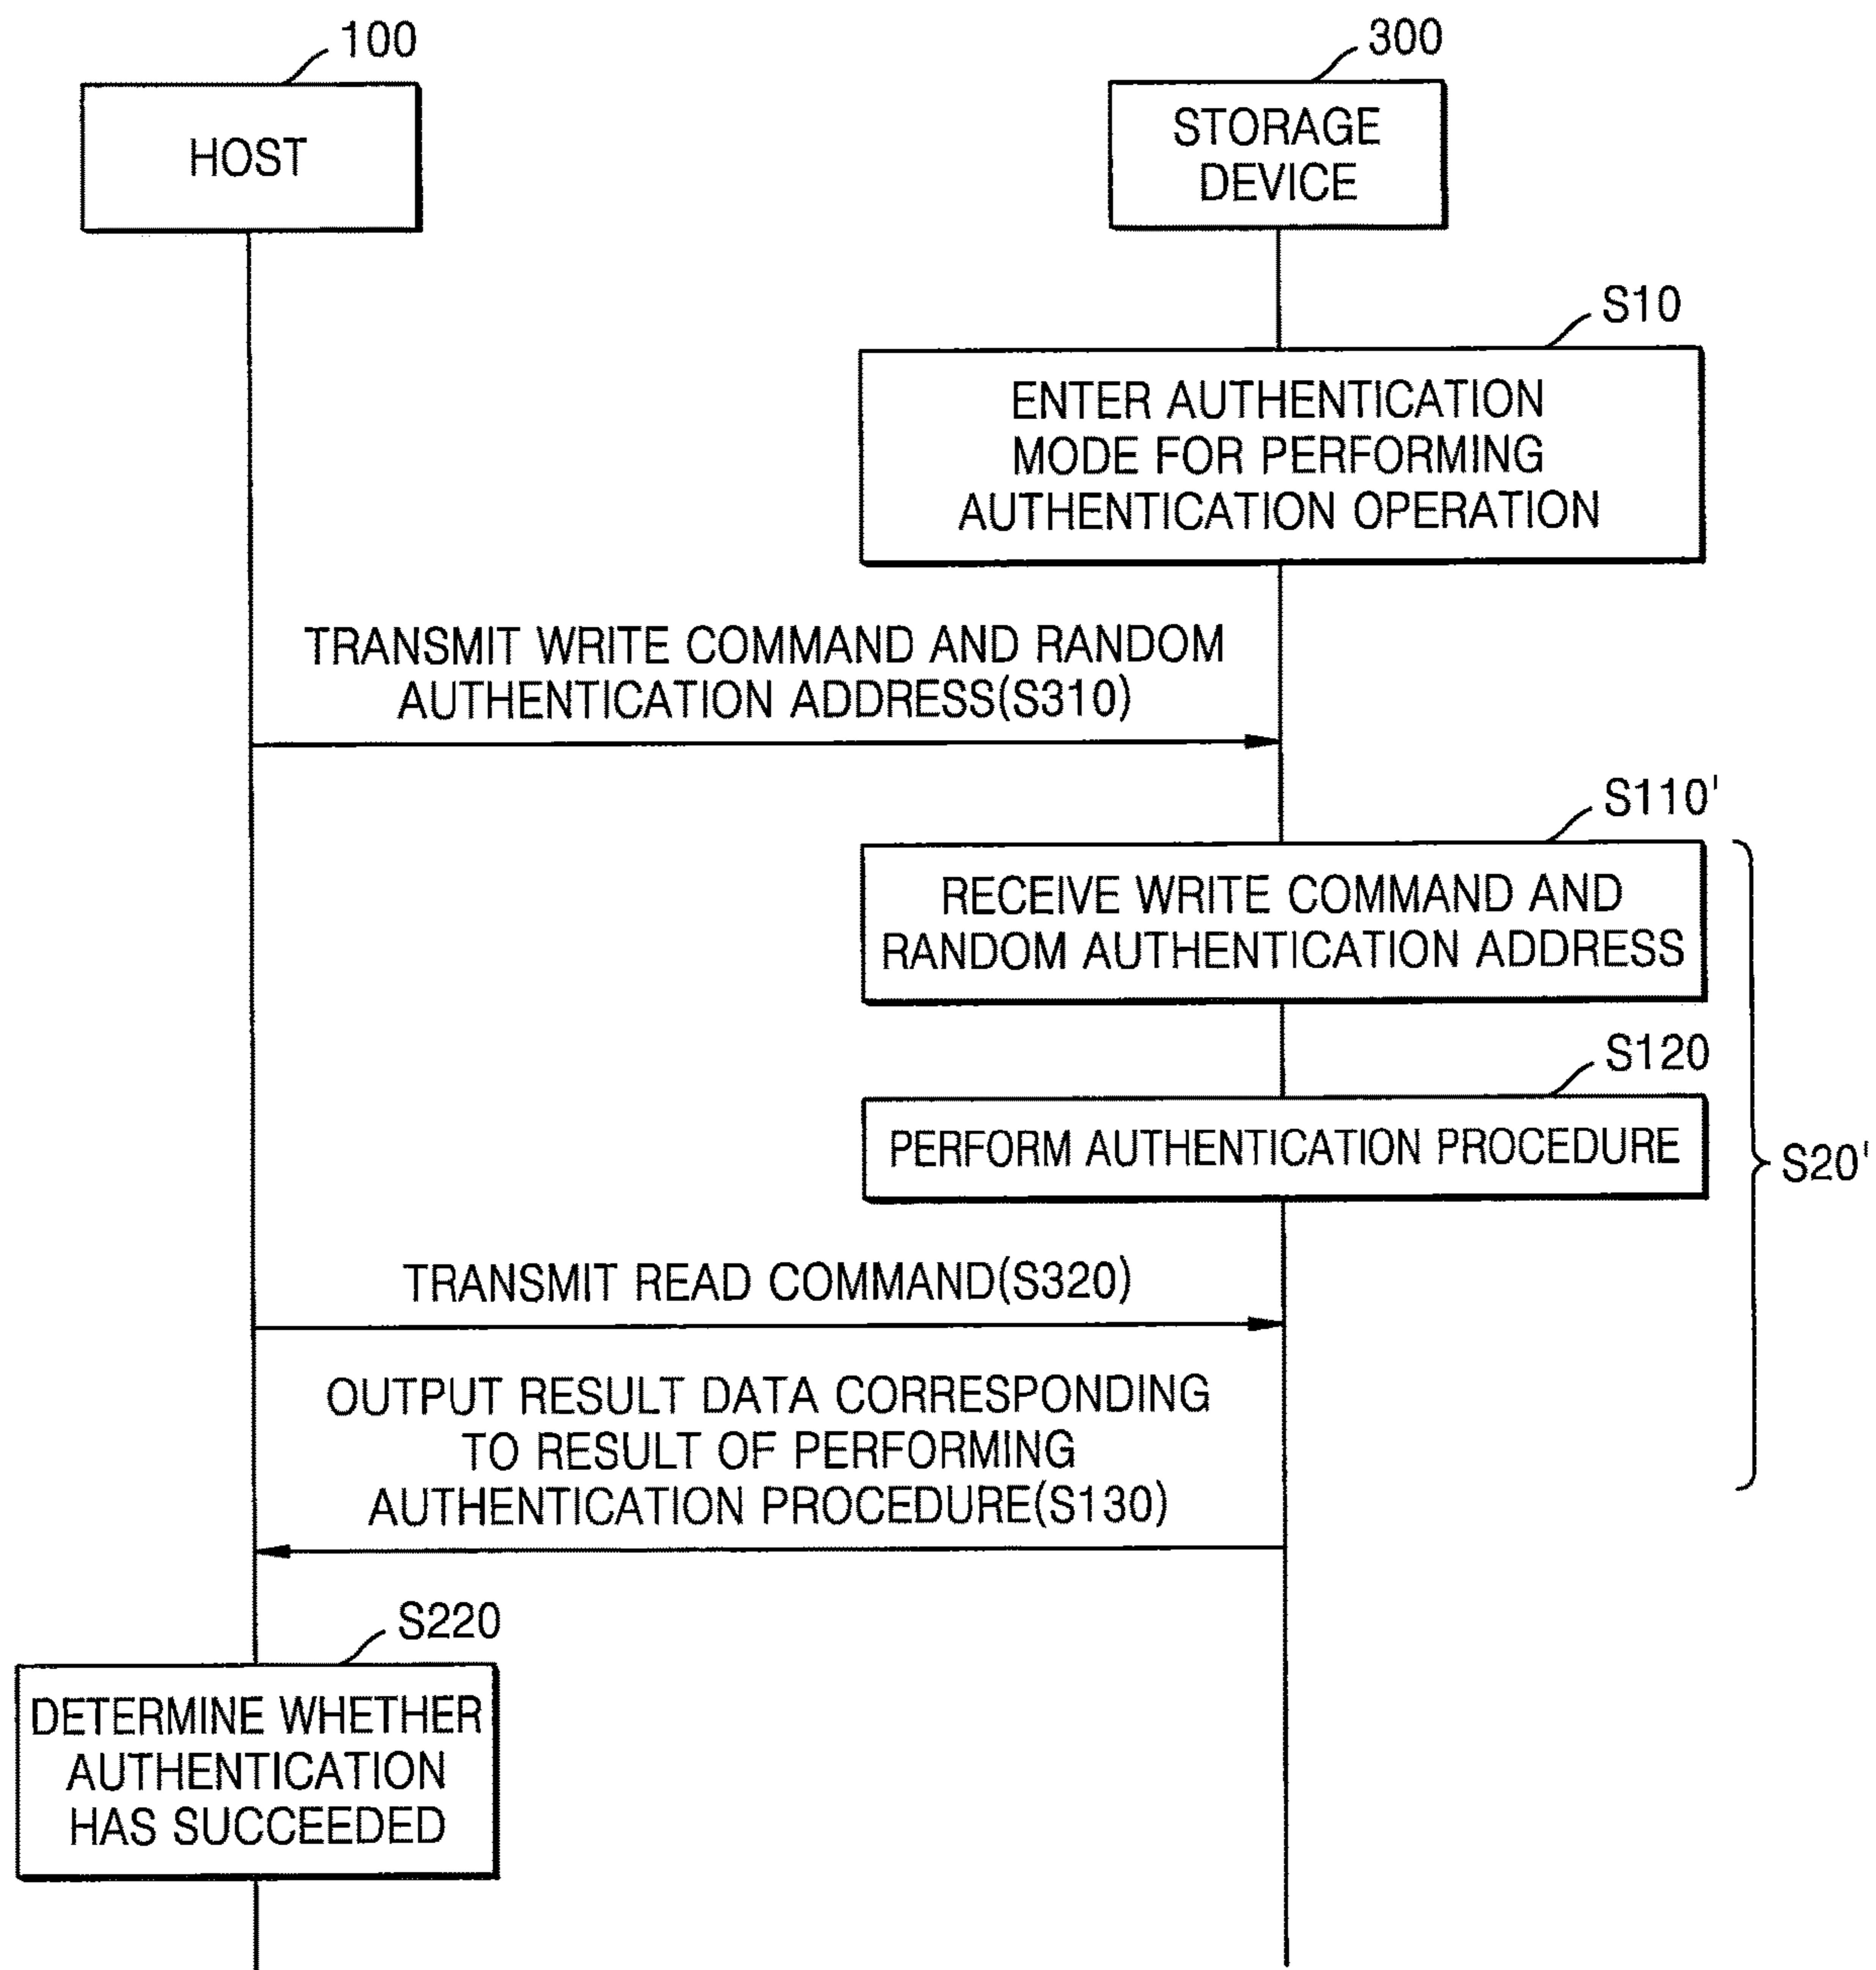 100
HOST
300
STORAGE
DEVICE
S10
ENTER AUTHENTICATION
MODE FOR PERFORMING
AUTHENTICATION OPERATION
TRANSMIT WRITE COMMAND AND RANDOM
AUTHENTICATION ADDRESS(S310)
S110'
RECEIVE WRITE COMMAND AND
RANDOM AUTHENTICATION ADDRESS
S120
PERFORM AUTHENTICATION PROCEDURE
S20'
TRANSMIT READ COMMAND(S320)
OUTPUT RESULT DATA CORRESPONDING
TO RESULT OF PERFORMING
AUTHENTICATION PROCEDURE(S130)
S220
DETERMINE WHETHER
AUTHENTICATION
HAS SUCCEEDED